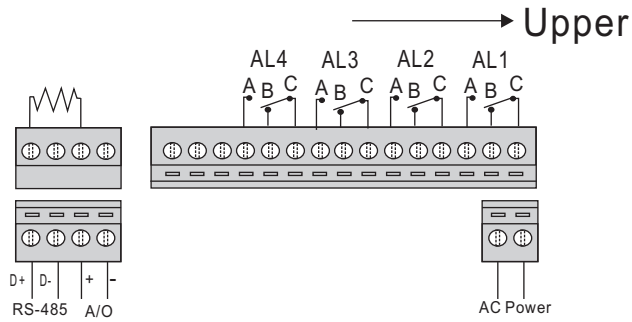 Upper
AL4 AL3 AL2 AL1
A B C A B C A B C A B C
D+ D- + -
RS-485 A/O AC Power